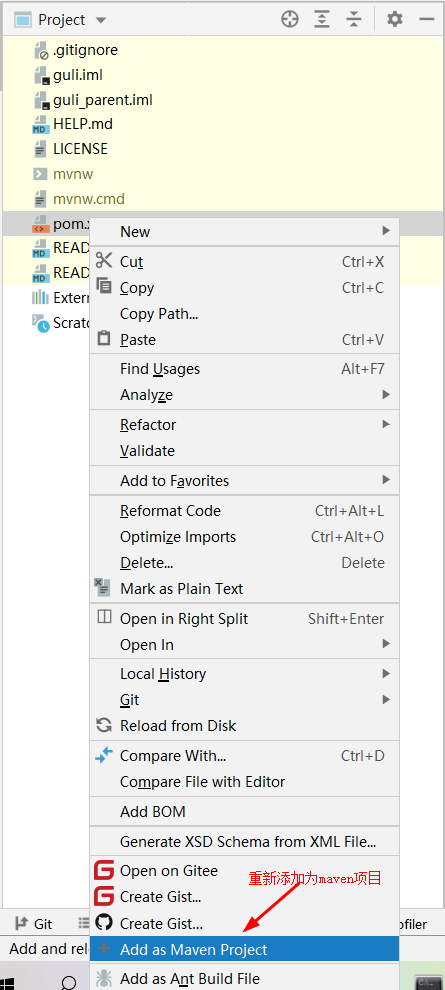 Project
.gitignore
guli.iml
guli_parent.iml
HELP.md
LICENSE
mvnw
mvnw.cmd
pom.x
READ
READ
Extern
Scratc
New
Cut Ctrl+X
Copy Ctrl+C
Copy Path...
Paste Ctrl+V
Find Usages Alt+F7
Analyze
Refactor
Validate
Add to Favorites
Reformat Code Ctrl+Alt+L
Optimize Imports Ctrl+Alt+O
Delete... Delete
Mark as Plain Text
Open in Right Split Shift+Enter
Open In
Local History
Git
Reload from Disk
Compare With... Ctrl+D
Compare File with Editor
Add BOM
Generate XSD Schema from XML File...
Open on Gitee
重新添加为maven项目
Create Gist...
Create Gist...
Git
ofiler
Add as Maven Project
Add and relo
Add as Ant Build File